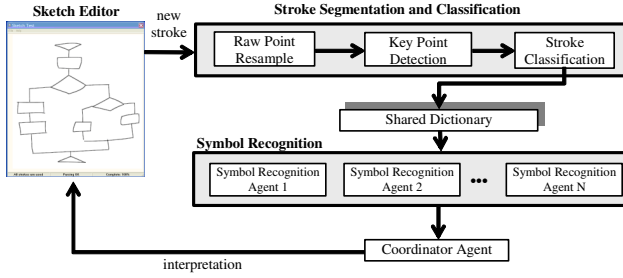 Sketch Editor
new
stroke
Stroke Segmentation and Classification
Raw Point
Resample
Key Point
Detection
Stroke
Classification
Shared Dictionary
Symbol Recognition
Symbol Recognition
Agent 1
Symbol Recognition
Agent 2
...
Symbol Recognition
Agent N
Coordinator Agent
interpretation